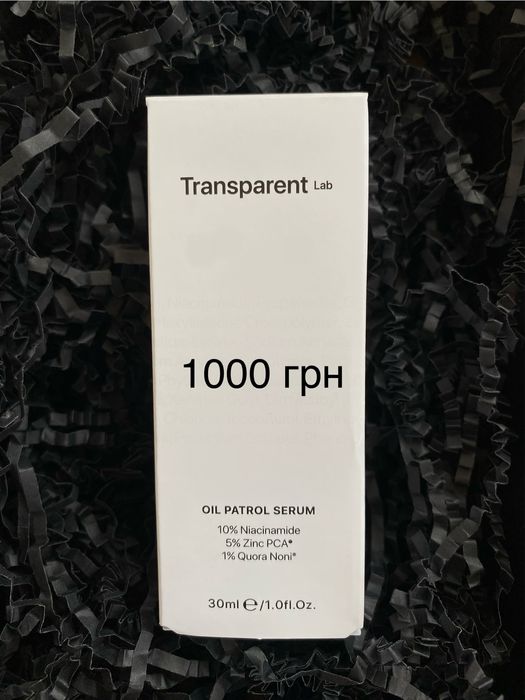 Transparent Lab
1000 грн
OIL PATROL SERUM
10% Niacinamide
5% Zinc PCA®
1% Quora Noni®
30ml ℮/1.0fl.Oz.